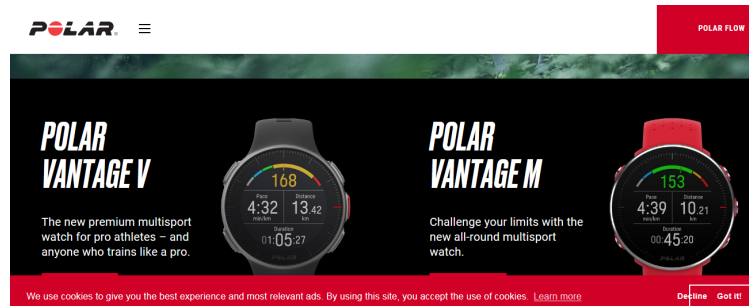 POLAR.
POLAR FLOW
POLAR
VANTAGE V
The new premium multisport
watch for pro athletes – and
anyone who trains like a pro.
168
Pace
Distance
4:32
13.42
min/km
km
Duration
01:05:27
POLAR
POLAR
VANTAGE M
Challenge your limits with the
new all-round multisport
watch.
153
Pace
Distance
4:39
10.21
min/km
km
Duration
00:45:20
POLAR
We use cookies to give you the best experience and most relevant ads. By using this site, you accept the use of cookies. Learn more
Decline
Got it!